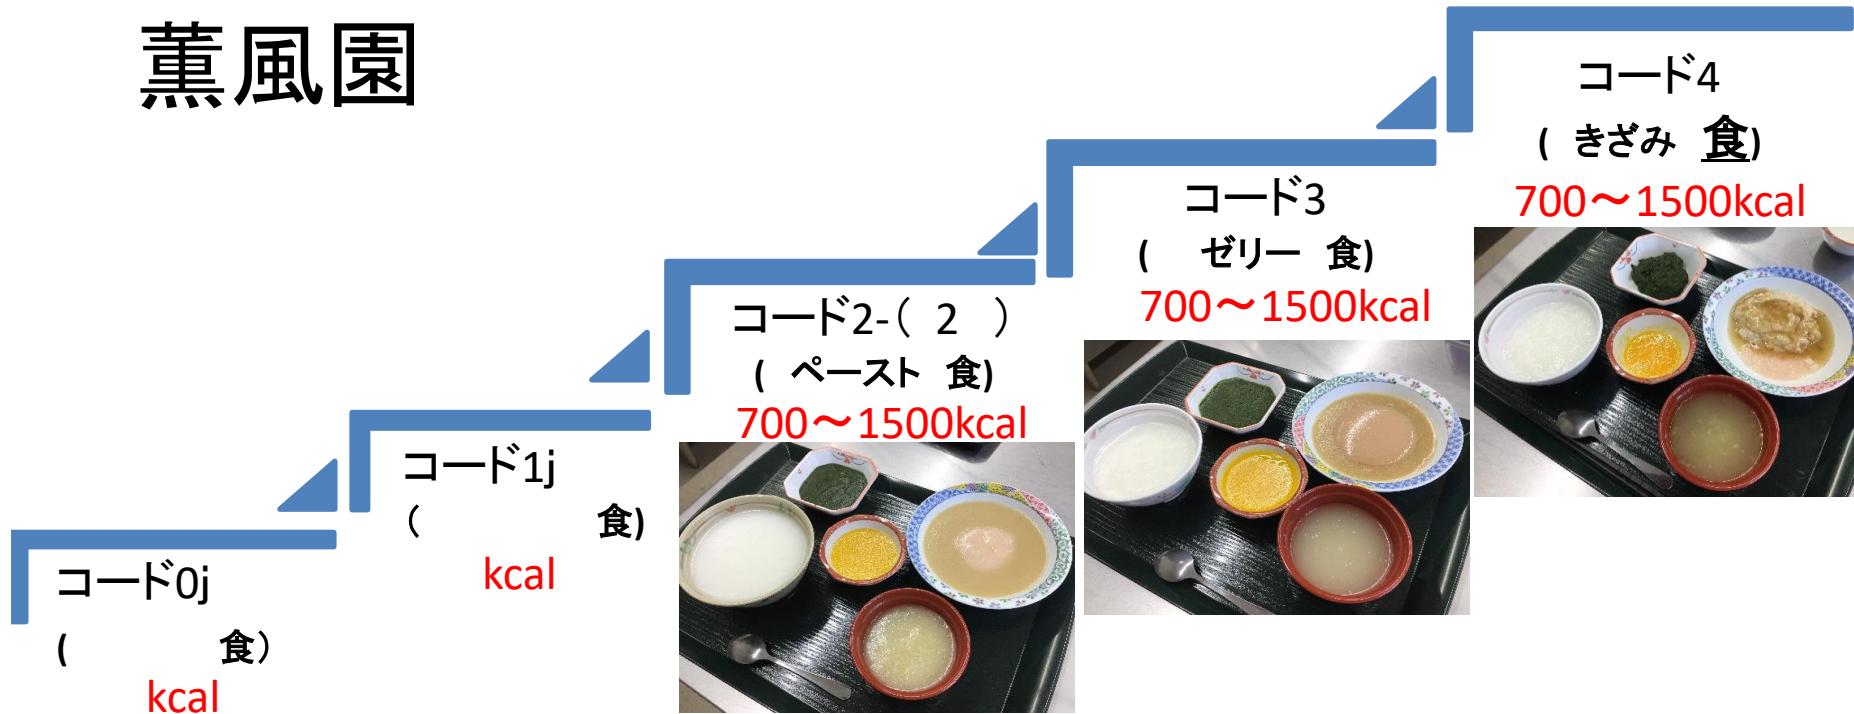 薫風園
コード4
( きざみ 食)
700～1500kcal
コード3
( ゼリー 食)
700～1500kcal
コード2-( 2 )
( ペースト 食)
700～1500kcal
コード1j
( 食)
kcal
コード0j
( 食)
kcal